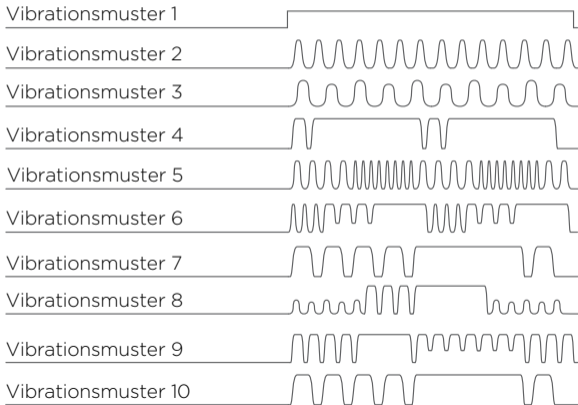 Vibrationsmuster 1
Vibrationsmuster 2
Vibrationsmuster 3
Vibrationsmuster 4
Vibrationsmuster 5
Vibrationsmuster 6
Vibrationsmuster 7
Vibrationsmuster 8
Vibrationsmuster 9
Vibrationsmuster 10